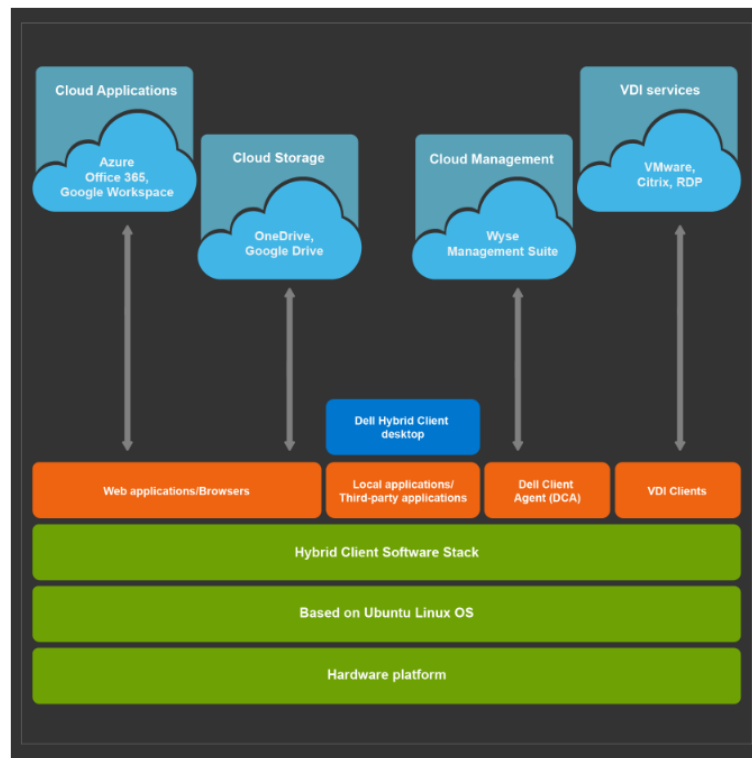 Cloud Applications
Azure
Office 365,
Google Workspace
Cloud Storage
OneDrive,
Google Drive
Cloud Management
Wyse
Management Suite
VDI services
VMware,
Citrix, RDP
Dell Hybrid Client
desktop
Web applications/Browsers
Local applications/
Third-party applications
Dell Client
Agent (DCA)
VDI Clients
Hybrid Client Software Stack
Based on Ubuntu Linux OS
Hardware platform